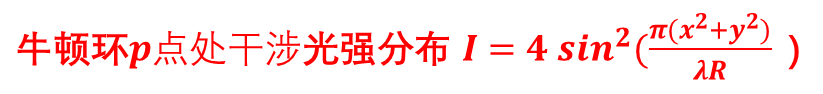 牛顿环p点处干涉光强分布 I = 4 sin²(π(x²+y²)/λR )